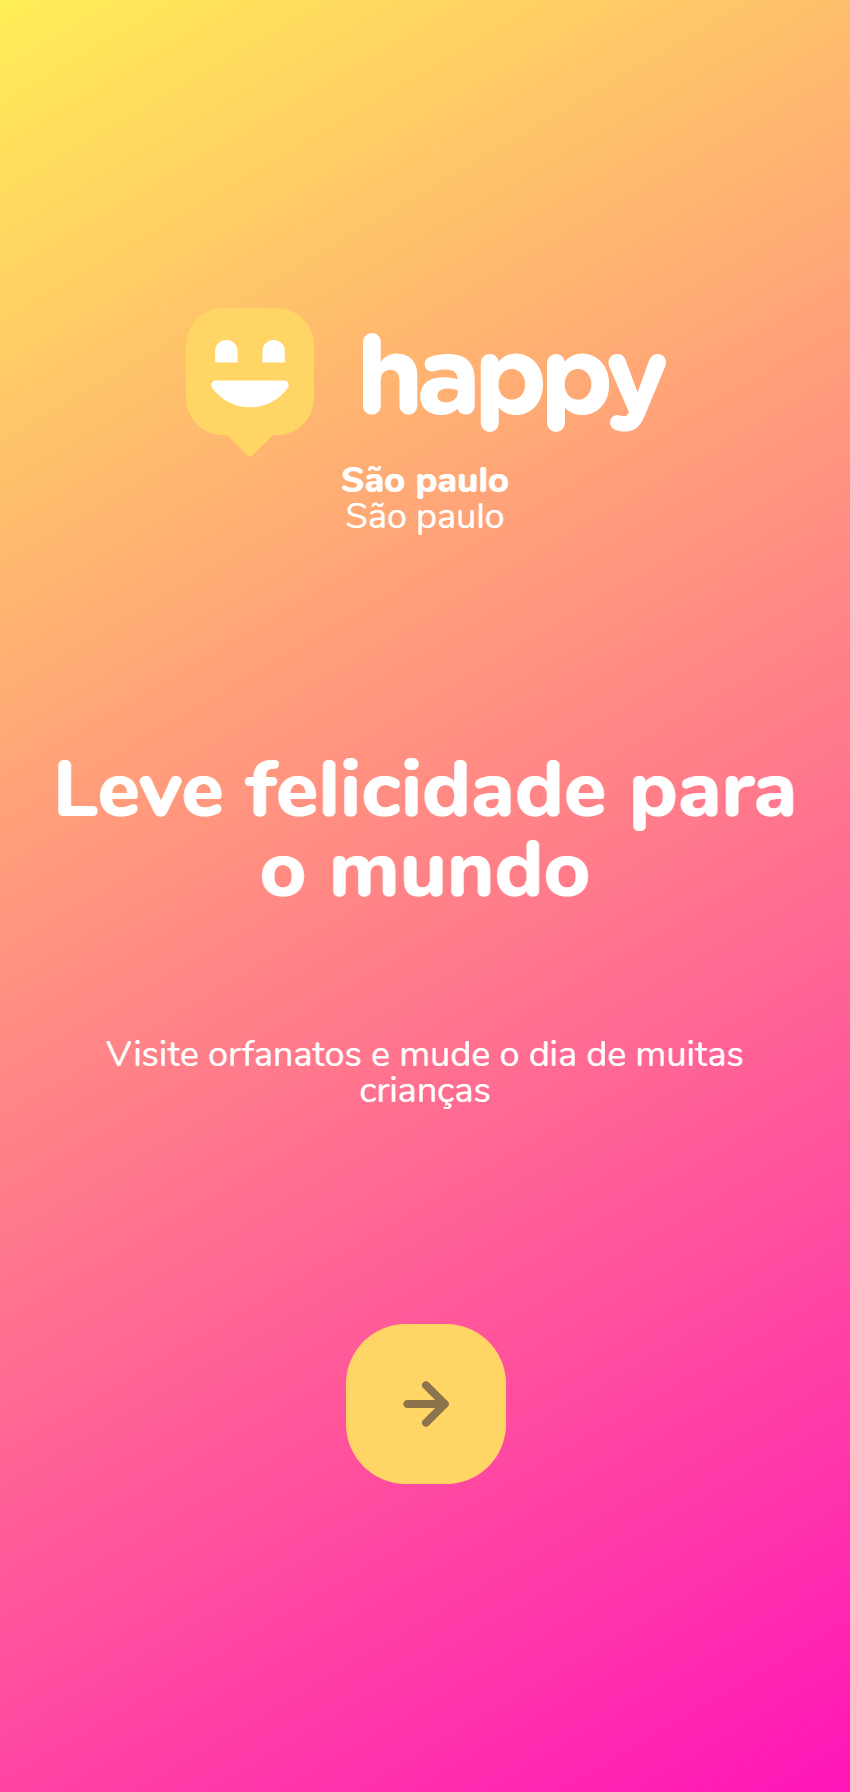 happy
São paulo
São paulo
Leve felicidade para
o mundo
Visite orfanatos e mude o dia de muitas
crianças